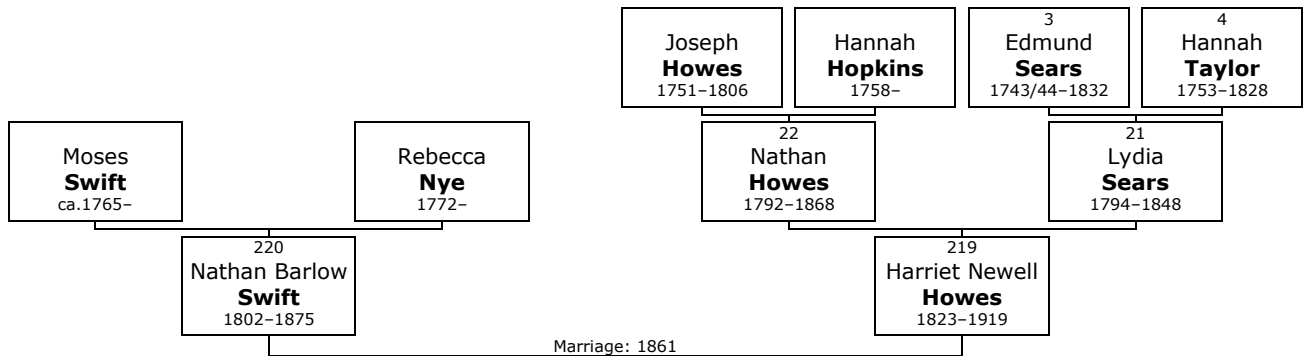 Joseph
Howes
1751–1806
Hannah
Hopkins
1758–
3
Edmund
Sears
1743/44–1832
4
Hannah
Taylor
1753–1828
Moses
Swift
ca.1765–
Rebecca
Nye
1772–
22
Nathan
Howes
1792–1868
21
Lydia
Sears
1794–1848
220
Nathan Barlow
Swift
1802–1875
219
Harriet Newell
Howes
1823–1919
Marriage: 1861